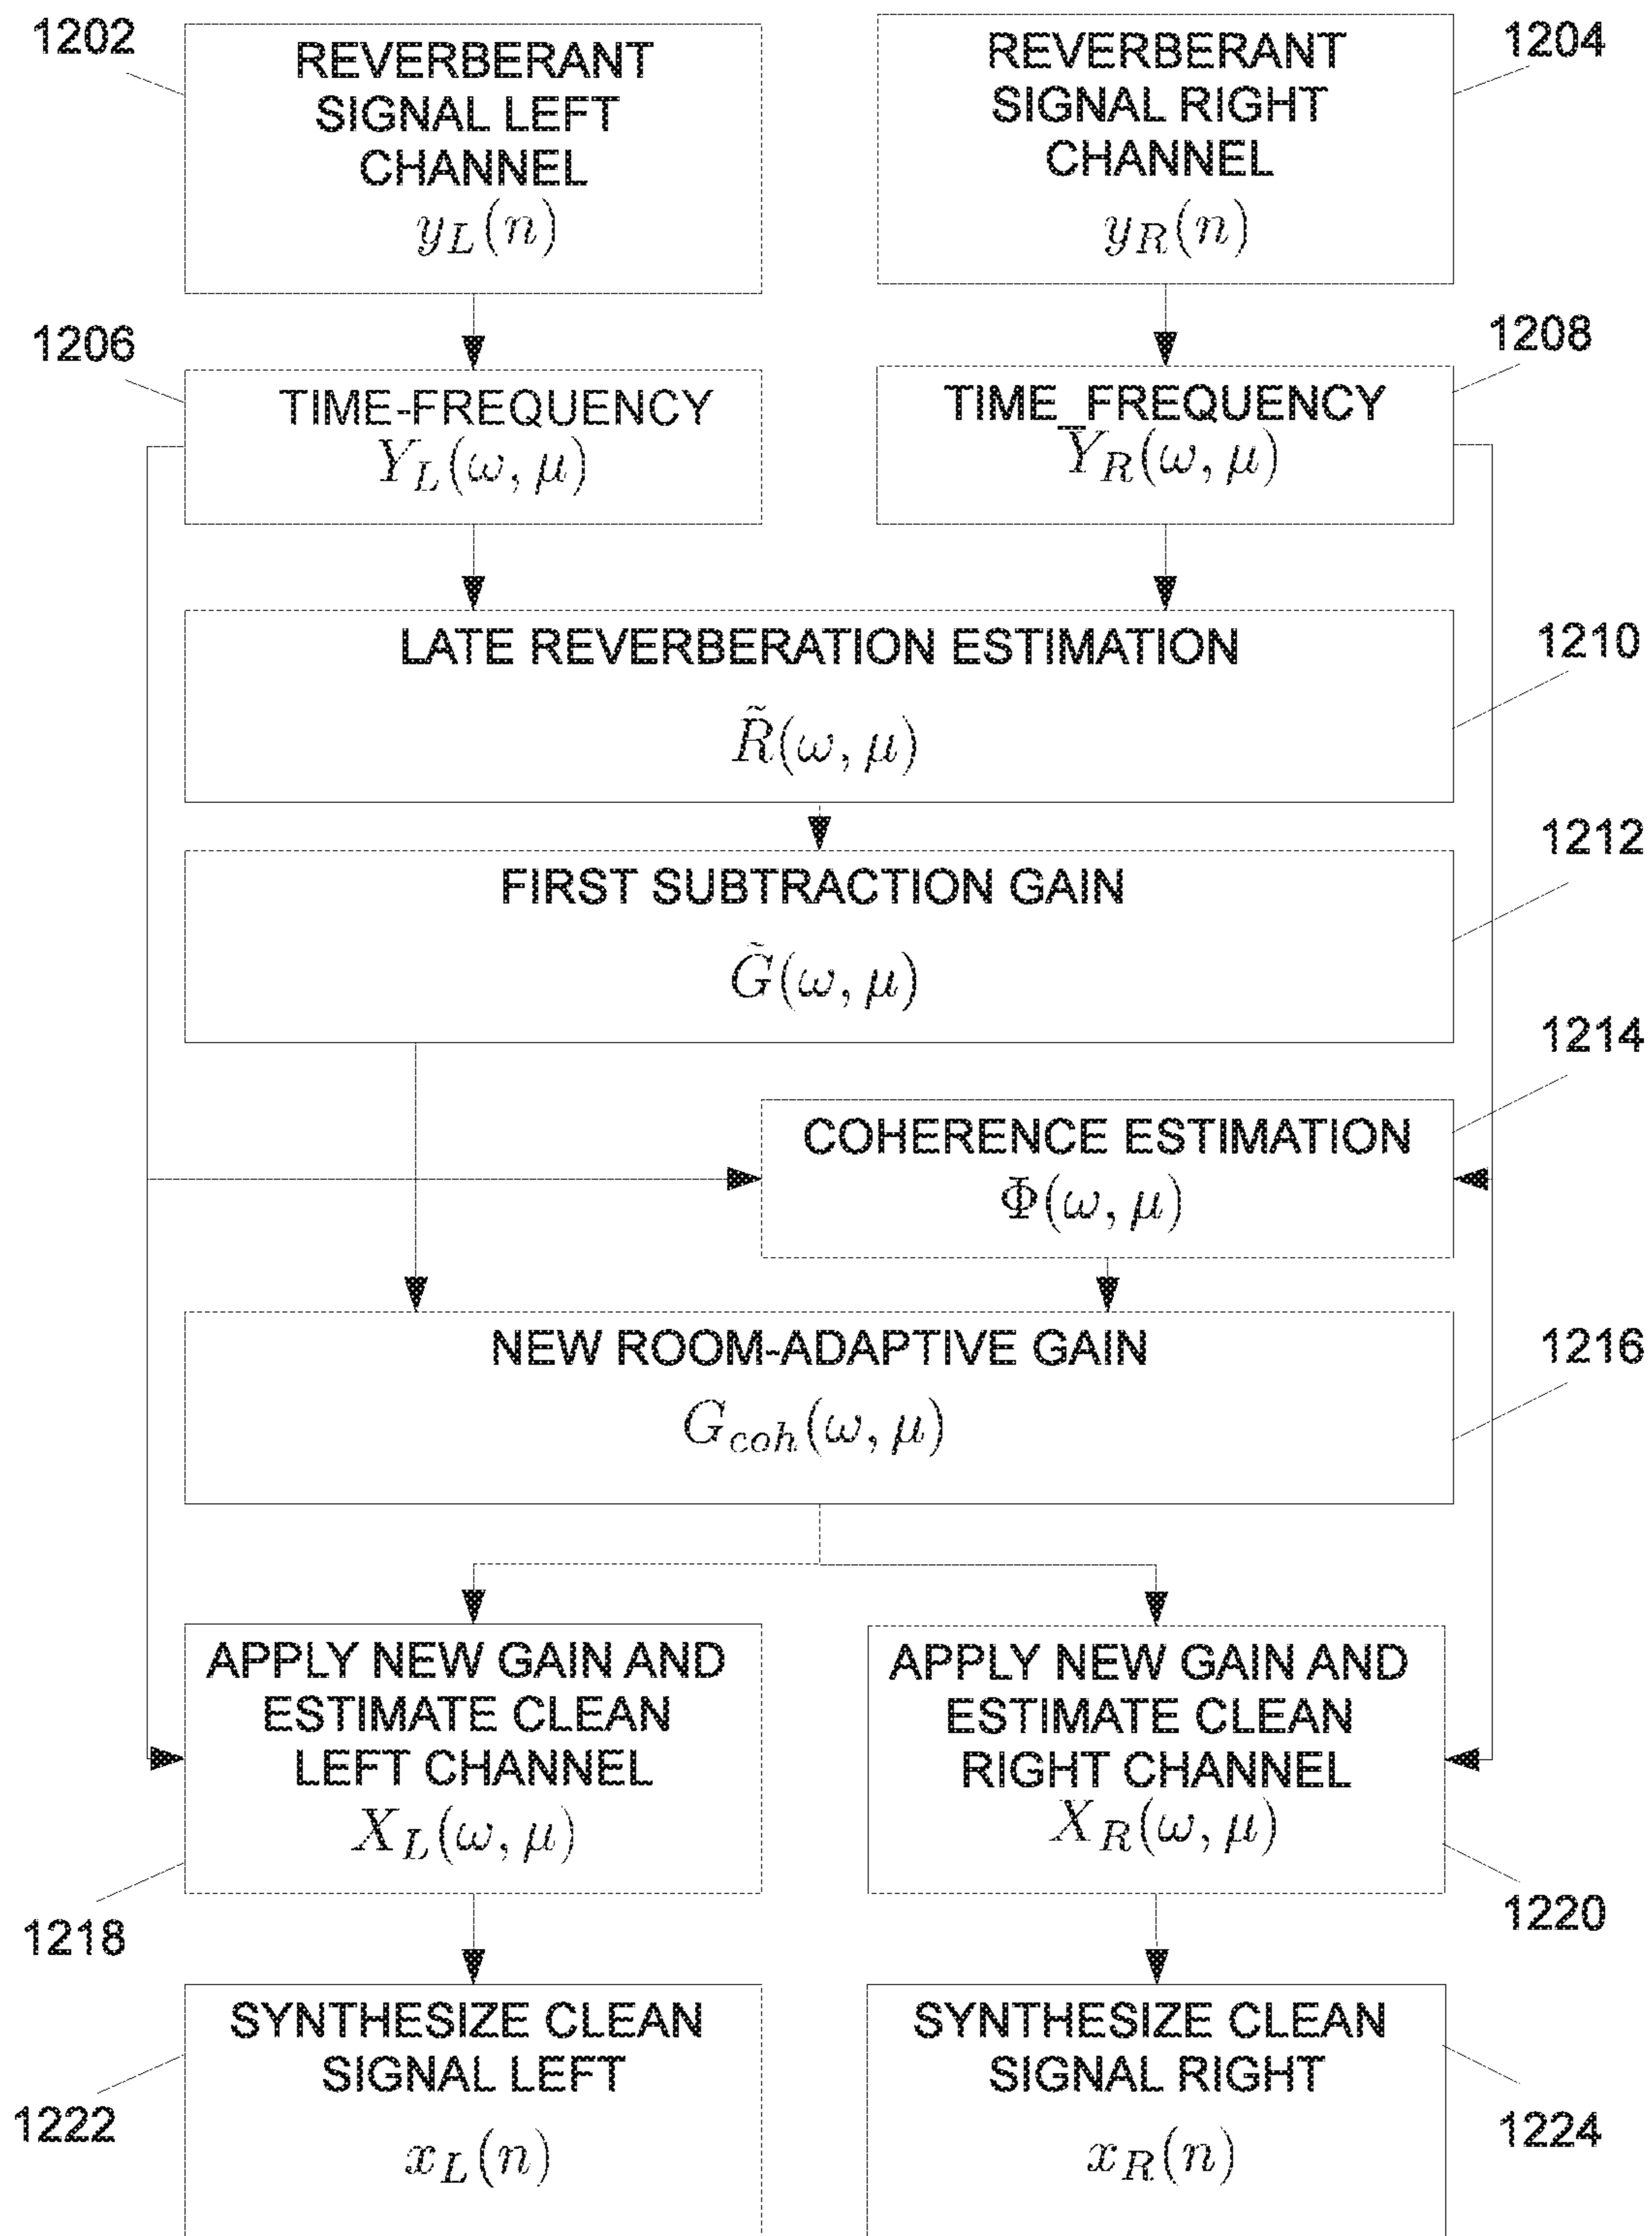 1202
REVERBERANT
SIGNAL LEFT
CHANNEL
y_L(n)
REVERBERANT
SIGNAL RIGHT
CHANNEL
y_R(n)
1204
1206
TIME-FREQUENCY
Y_L(ω, μ)
TIME_FREQUENCY
Y_R(ω, μ)
1208
LATE REVERBERATION ESTIMATION
R̃(ω, μ)
1210
FIRST SUBTRACTION GAIN
G̃(ω, μ)
1212
COHERENCE ESTIMATION
Φ(ω, μ)
1214
NEW ROOM-ADAPTIVE GAIN
G_coh(ω, μ)
1216
APPLY NEW GAIN AND
ESTIMATE CLEAN
LEFT CHANNEL
X_L(ω, μ)
1218
APPLY NEW GAIN AND
ESTIMATE CLEAN
RIGHT CHANNEL
X_R(ω, μ)
1220
SYNTHESIZE CLEAN
SIGNAL LEFT
x_L(n)
1222
SYNTHESIZE CLEAN
SIGNAL RIGHT
x_R(n)
1224